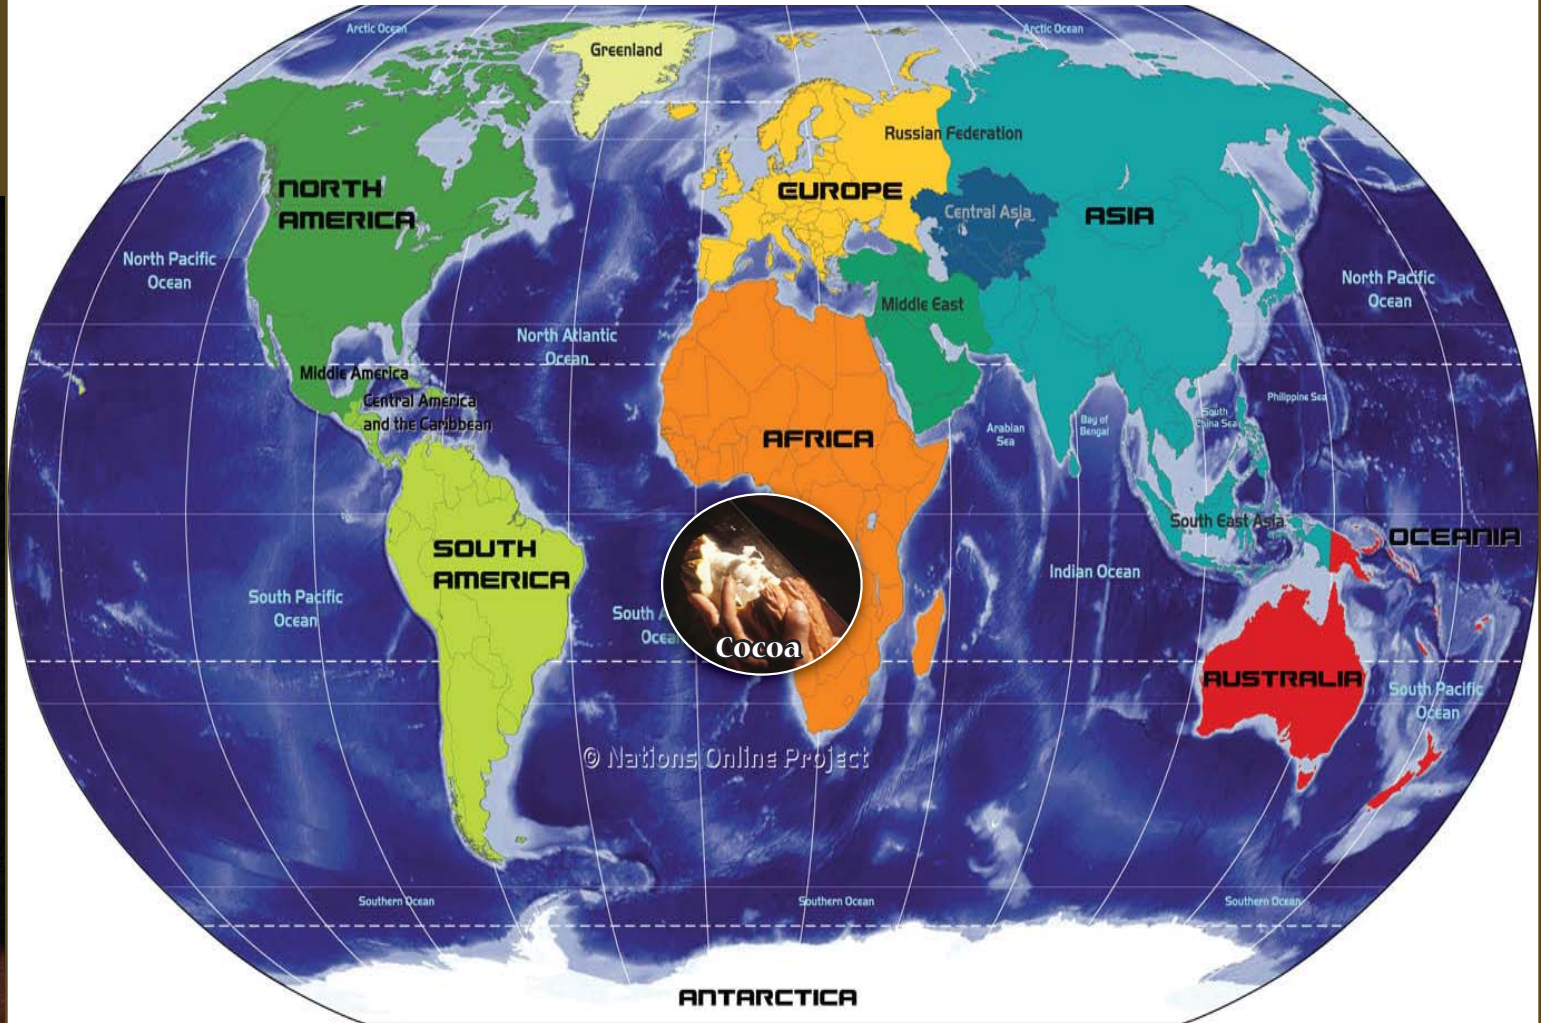 Arctic Ocean
Arctic Ocean
Greenland
Russian Federation
NORTH
AMERICA
EUROPE
Central Asia
ASIA
North Pacific
Ocean
North Pacific
Ocean
Middle East
North Atlantic
Ocean
Middle America
Central America
and the Caribbean
Philippine Sea
South
China Sea
Bay of
Bengal
Arabian
Sea
AFRICA
South East Asia
OCEANIA
SOUTH
AMERICA
Indian Ocean
South Pacific
Ocean
South A
Ocea
Cocoa
AUSTRALIA
South Pacific
Ocean
© Nations Online Project
Southern Ocean
Southern Ocean
Southern Ocean
ANTARCTICA